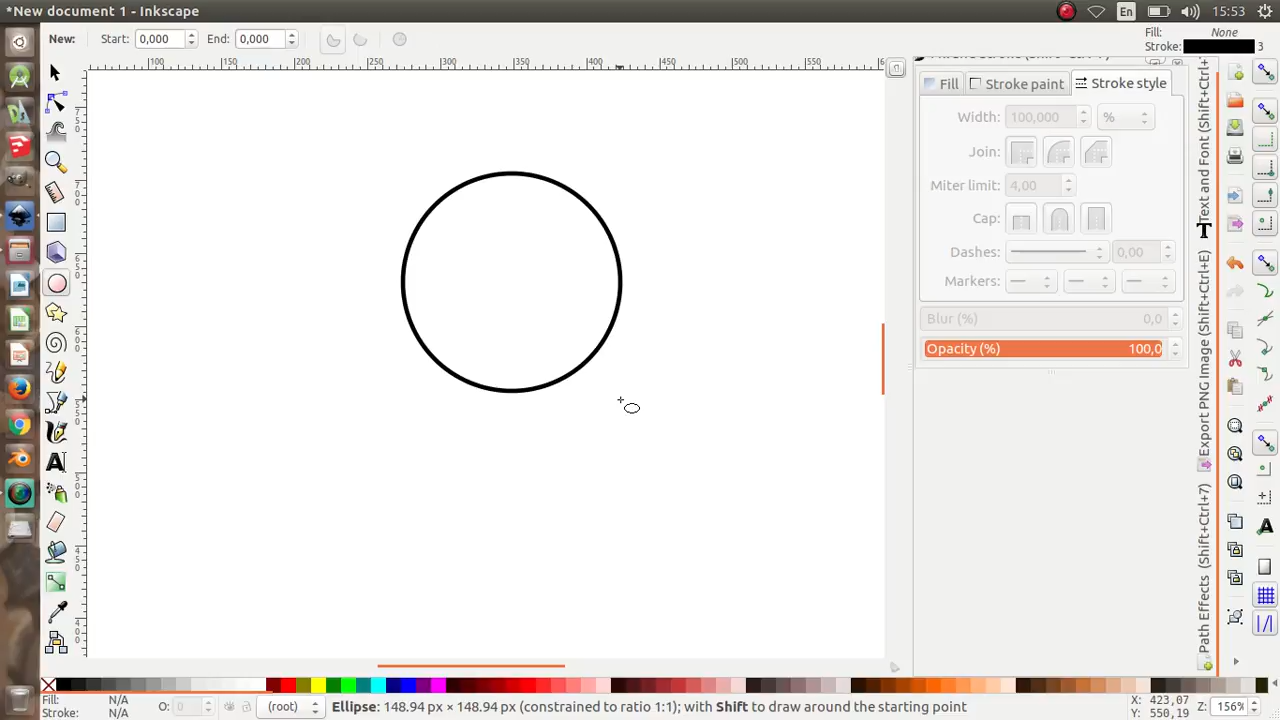 *New document 1 - Inkscape
En
15:53
New:
Start:
0,000
End:
0,000
Fill:
None
Stroke:
3
100
150
200
250
300
350
400
450
500
550
Fill
Stroke paint
Stroke style
Width:
100,000
%
Join:
Miter limit:
4,00
Cap:
Dashes:
0,00
Markers:
Blur (%)
0,0
Opacity (%)
100,0
Text and Font (Shift+Ctrl+
Export PNG Image (Shift+Ctrl+E)
Path Effects (Shift+Ctrl+7)
Fill:
N/A
Stroke:
N/A
O:
0
(root)
Ellipse: 148.94 px × 148.94 px (constrained to ratio 1:1); with Shift to draw around the starting point
X:
423,07
Y:
550,19
Z:
156%